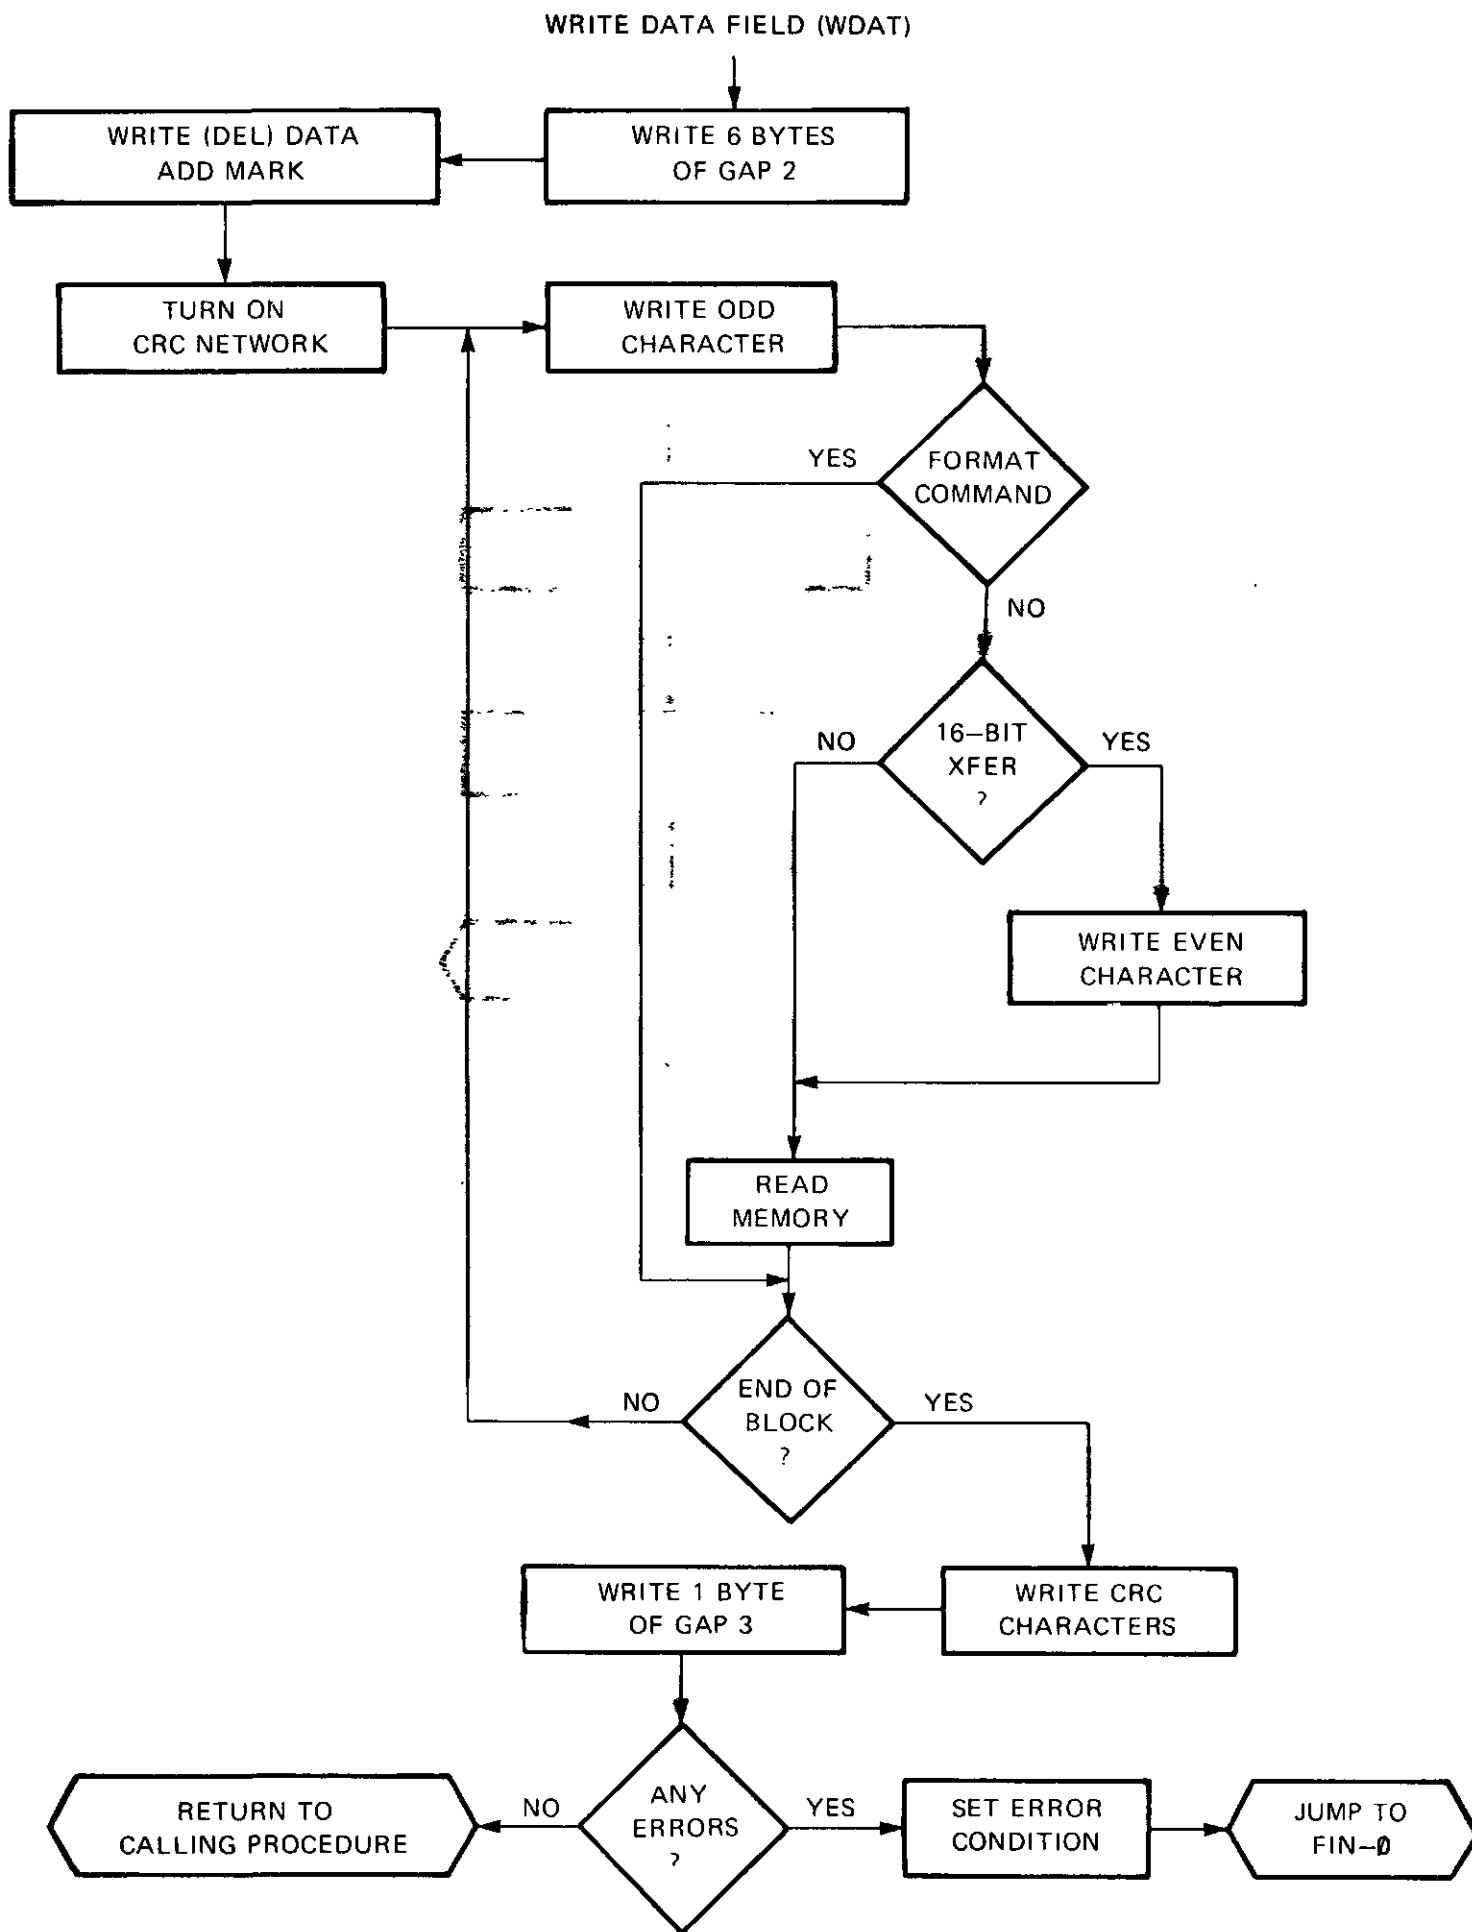 WRITE DATA FIELD (WDAT)
WRITE 6 BYTES
OF GAP 2
WRITE (DEL) DATA
ADD MARK
TURN ON
CRC NETWORK
WRITE ODD
CHARACTER
FORMAT
COMMAND
YES
NO
16–BIT
XFER
?
NO
YES
WRITE EVEN
CHARACTER
READ
MEMORY
END OF
BLOCK
?
NO
YES
WRITE CRC
CHARACTERS
WRITE 1 BYTE
OF GAP 3
ANY
ERRORS
?
NO
YES
RETURN TO
CALLING PROCEDURE
SET ERROR
CONDITION
JUMP TO
FIN–Ø